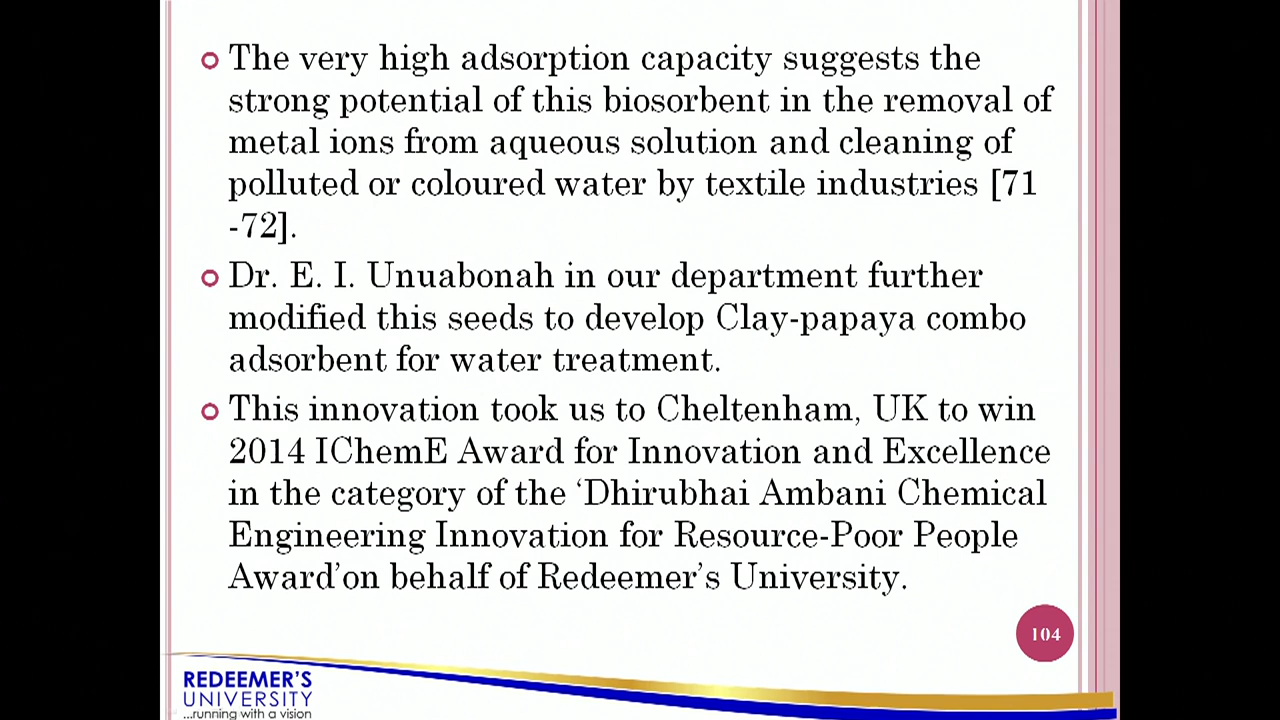 The very high adsorption capacity suggests the
strong potential of this biosorbent in the removal of
metal ions from aqueous solution and cleaning of
polluted or coloured water by textile industries [71
-72].
Dr. E. I. Unuabonah in our department further
modified this seeds to develop Clay-papaya combo
adsorbent for water treatment.
This innovation took us to Cheltenham, UK to win
2014 IChemE Award for Innovation and Excellence
in the category of the ‘Dhirubhai Ambani Chemical
Engineering Innovation for Resource-Poor People
Award’on behalf of Redeemer’s University.
104
REDEEMER’S
UNIVERSITY
...running with a vision